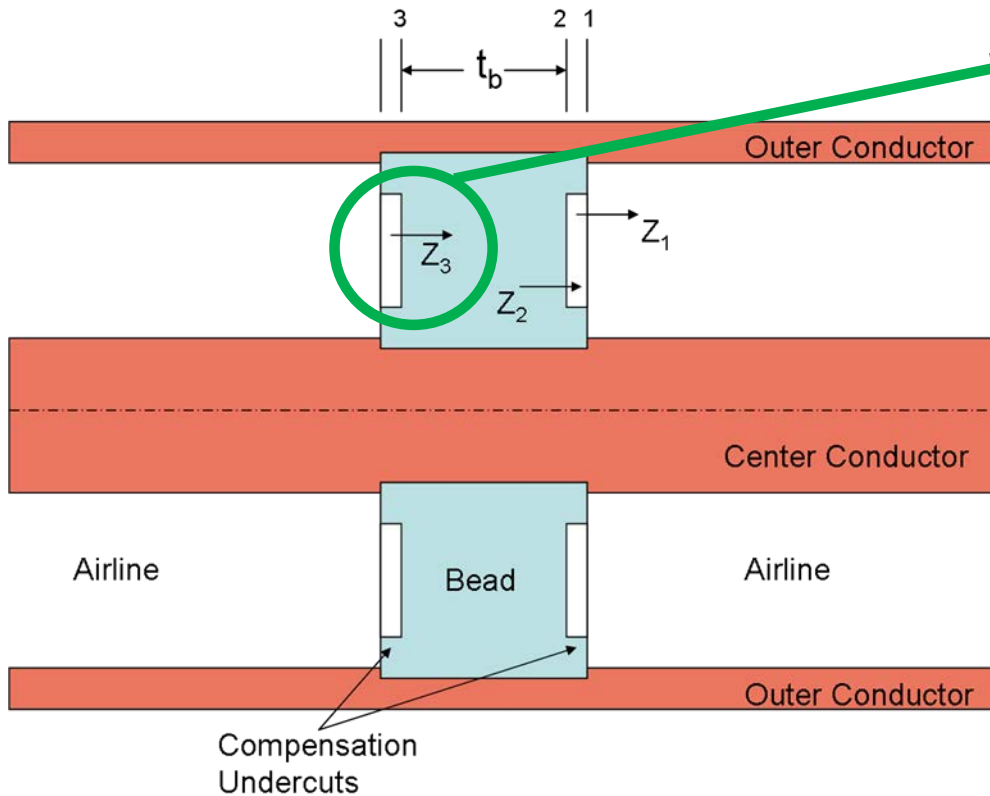 3 2 1
t_b
Outer Conductor
Z_1
Z_3
Z_2
Center Conductor
Airline Bead Airline
Outer Conductor
Compensation
Undercuts